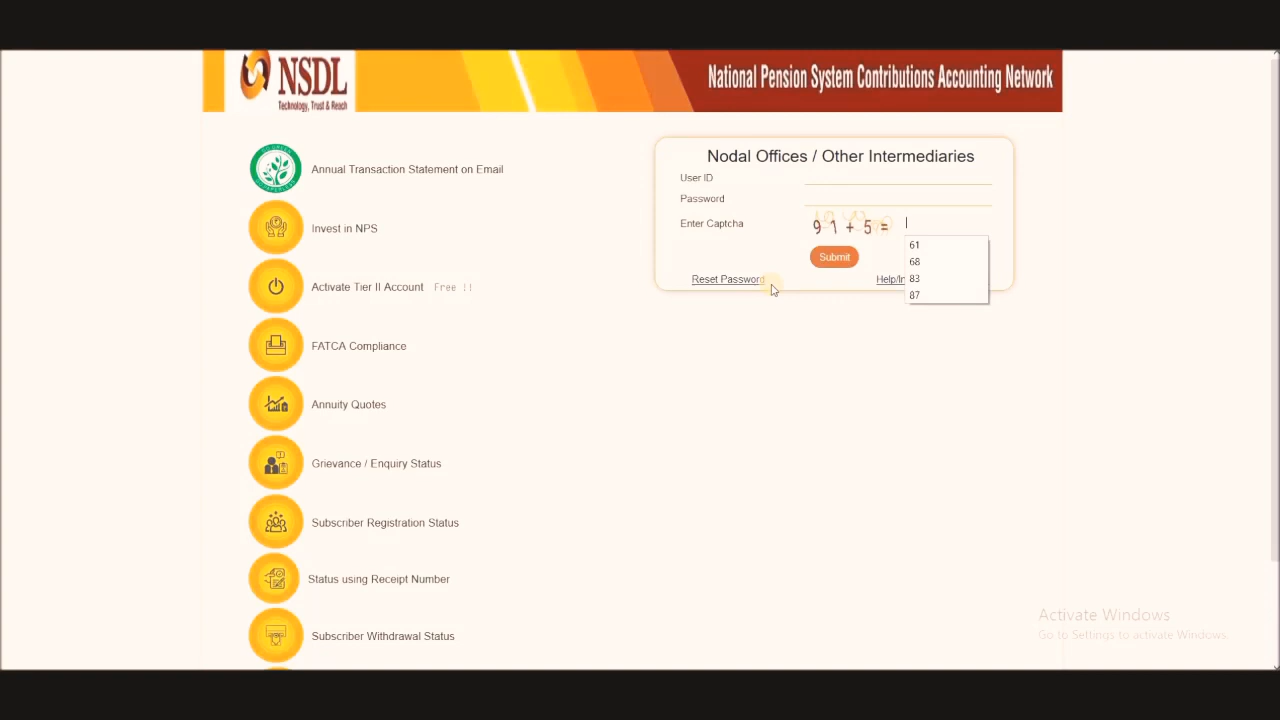 NSDL
Technology, Trust & Reach
National Pension System Contributions Accounting Network
Annual Transaction Statement on Email
Invest in NPS
Activate Tier II Account Free !!
FATCA Compliance
Annuity Quotes
Grievance / Enquiry Status
Subscriber Registration Status
Status using Receipt Number
Subscriber Withdrawal Status
Nodal Offices / Other Intermediaries
User ID
Password
Enter Captcha 9 1 + 5 =
61
68
83
87
Submit
Reset Password
Help/In
Activate Windows
Go to Settings to activate Windows.